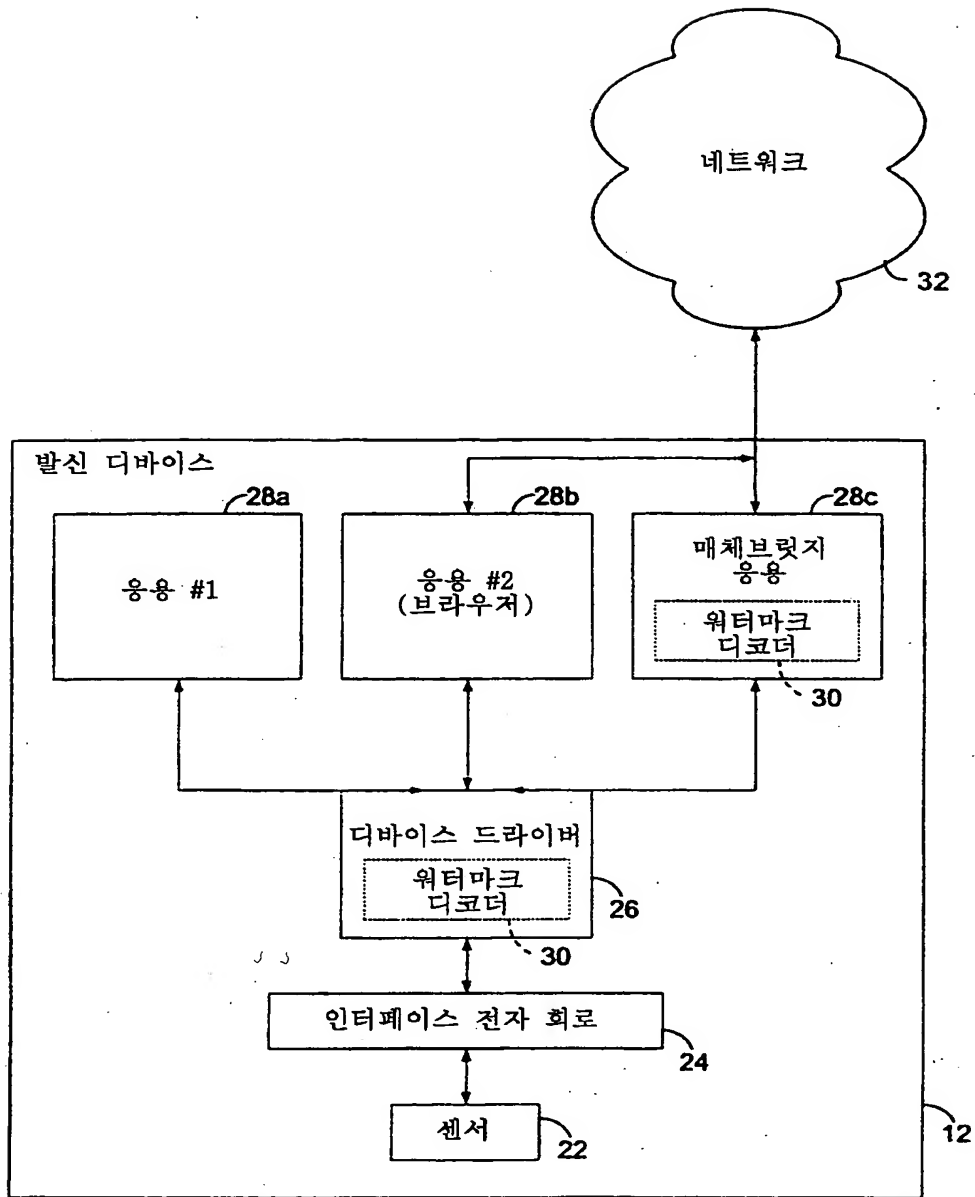 네트워크
32
발신 디바이스
28a
28b
28c
응용 #1
응용 #2
(브라우저)
매체브릿지
응용
워터마크
디코더
30
디바이스 드라이버
워터마크
디코더
26
30
인터페이스 전자 회로
24
센서
22
12